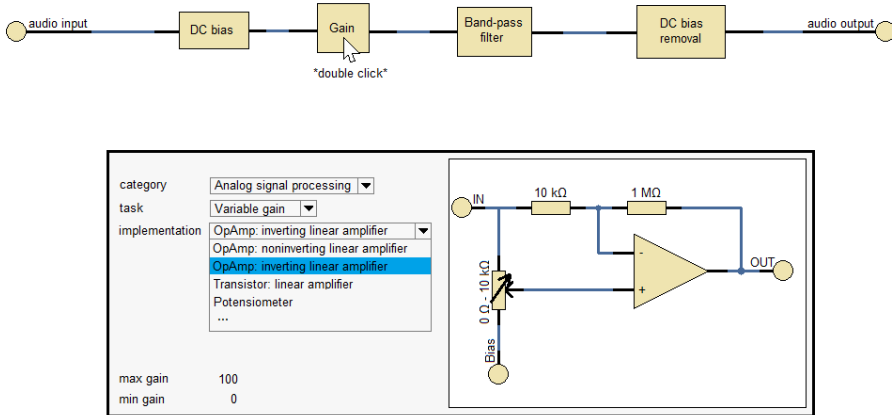 audio input
DC bias
Gain
Band-pass
filter
DC bias
removal
audio output
*double click*
category
Analog signal processing
task
Variable gain
implementation
OpAmp: inverting linear amplifier
OpAmp: noninverting linear amplifier
OpAmp: inverting linear amplifier
Transistor: linear amplifier
Potensiometer
...
max gain
100
min gain
0
IN
10 kΩ
1 MΩ
-
+
OUT
0 Ω - 10 kΩ
Bias